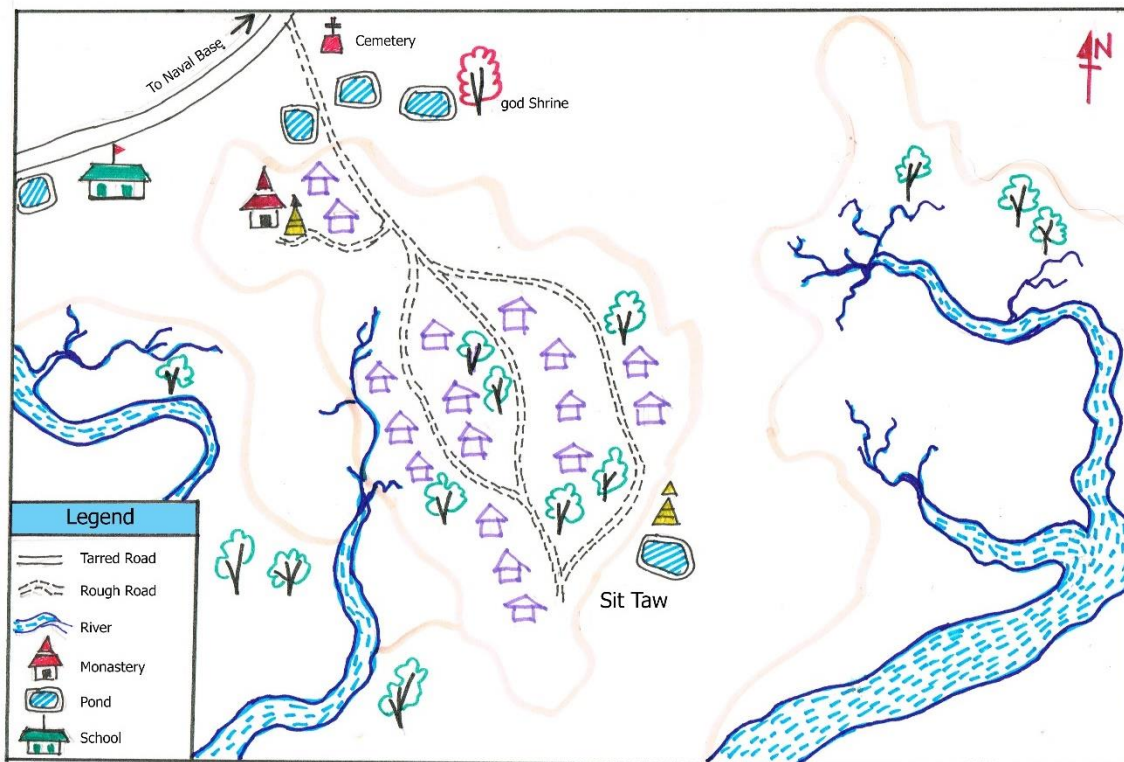 To Naval Base
Cemetery
N
god Shrine
Sit Taw
Legend
Tarred Road
Rough Road
River
Monastery
Pond
School